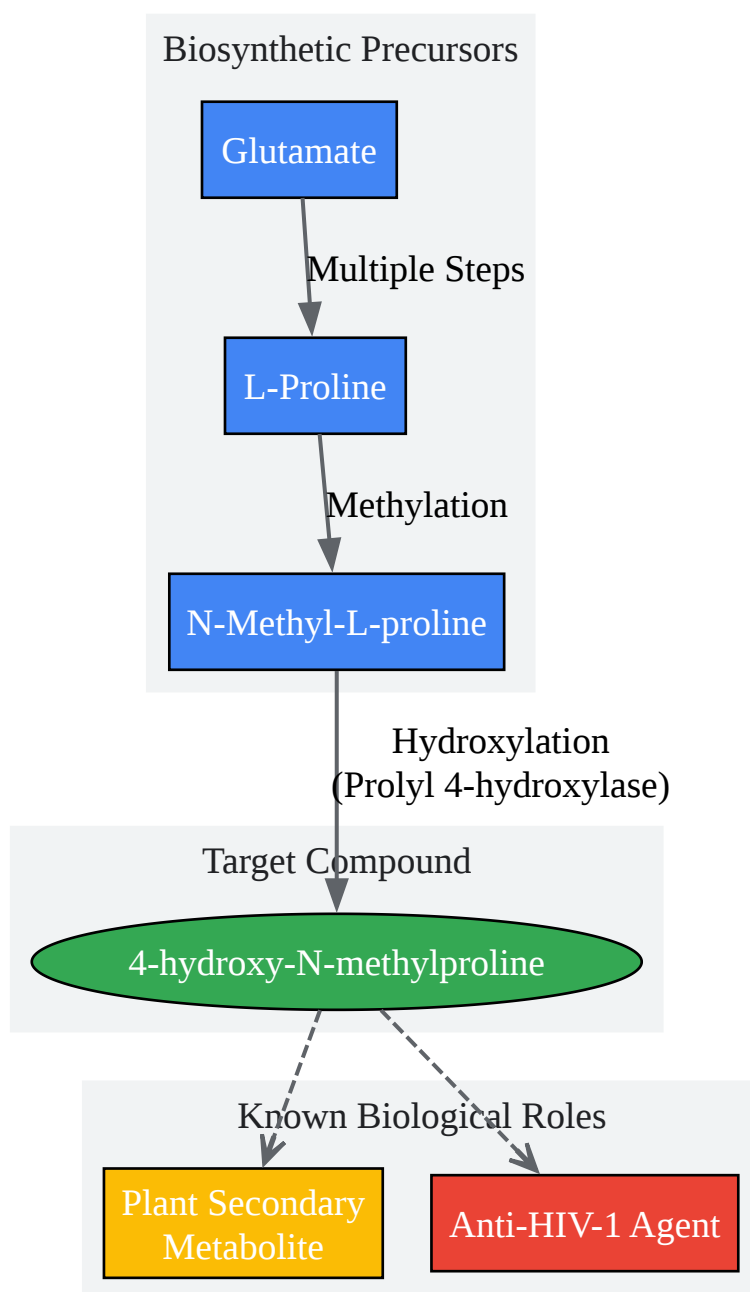 Biosynthetic Precursors
Glutamate
Multiple Steps
L-Proline
Methylation
N-Methyl-L-proline
Hydroxylation
(Prolyl 4-hydroxylase)
Target Compound
4-hydroxy-N-methylproline
Known Biological Roles
Plant Secondary
Metabolite
Anti-HIV-1 Agent